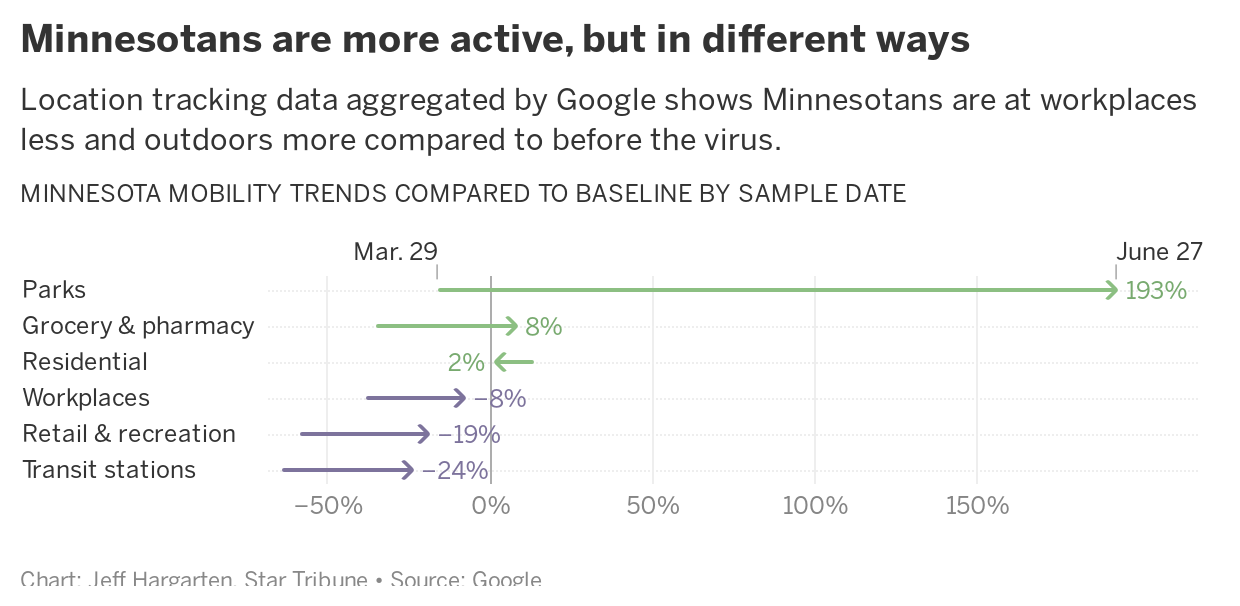 Minnesotans are more active, but in different ways
Location tracking data aggregated by Google shows Minnesotans are at workplaces
less and outdoors more compared to before the virus.
MINNESOTA MOBILITY TRENDS COMPARED TO BASELINE BY SAMPLE DATE
Mar. 29 June 27
Parks 193%
Grocery & pharmacy 8%
Residential 2%
Workplaces −8%
Retail & recreation −19%
Transit stations −24%
−50% 0% 50% 100% 150%
Chart: Jeff Hargarten, Star Tribune • Source: Google